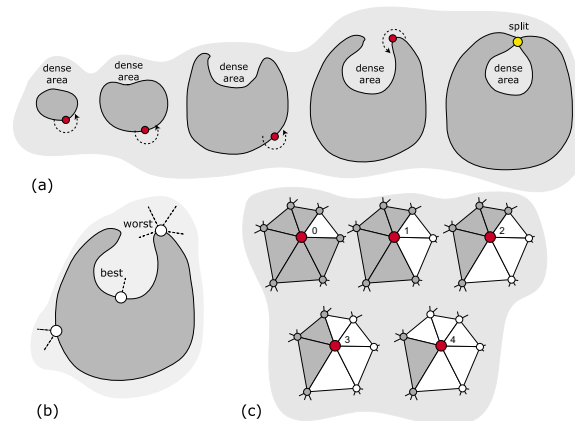 dense
area
dense
area
dense
area
dense
area
split
dense
area
(a)
worst
best
(b)
0
1
2
3
4
(c)